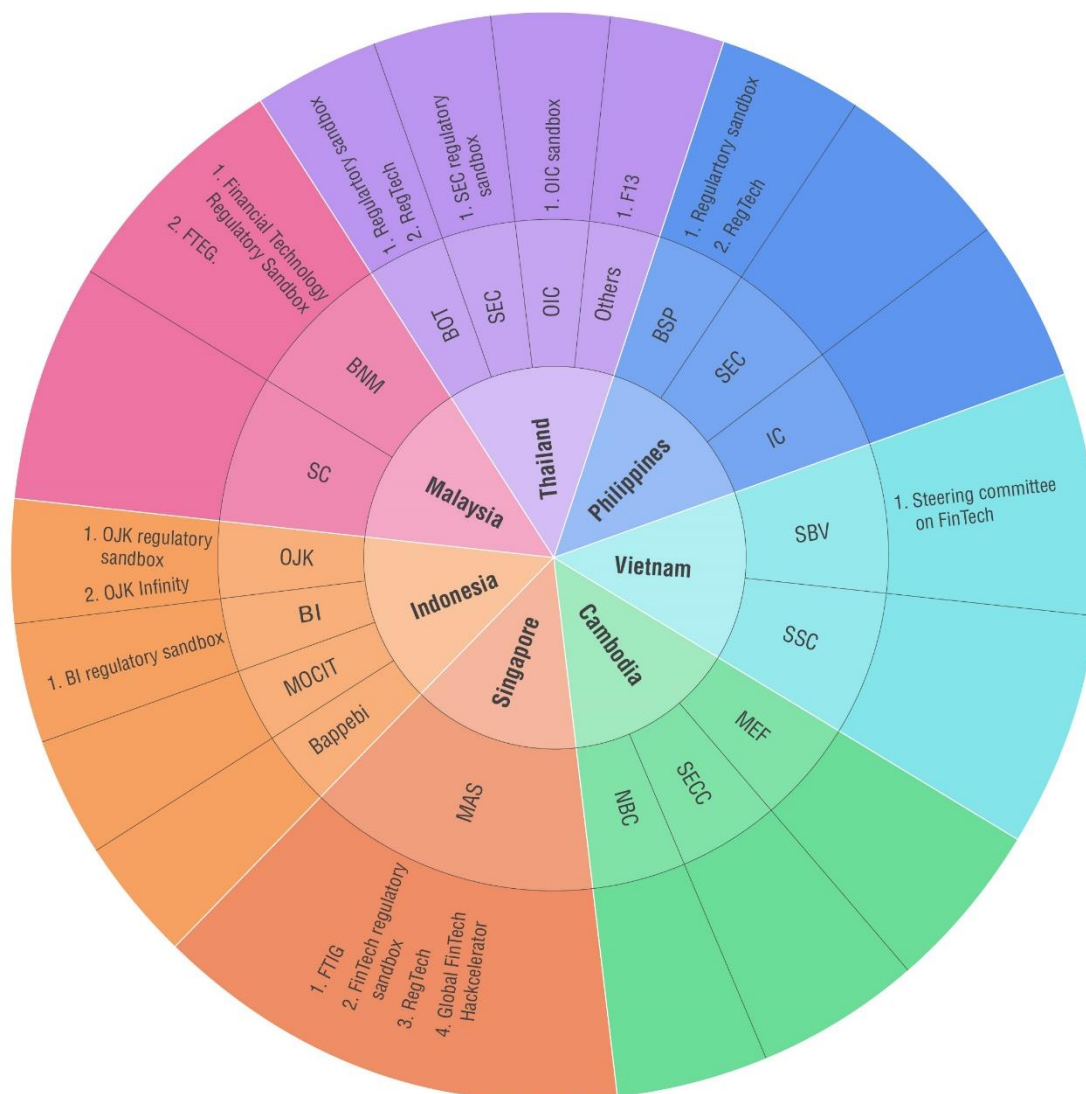 Thailand
BOT
1. Regulartory sandbox
2. RegTech
SEC
1. SEC regulatory
sandbox
OIC
1. OIC sandbox
Others
1. F13
Philippines
BSP
1. Regulartory sandbox
2. RegTech
SEC
IC
Vietnam
SBV
1. Steering committee
on FinTech
SSC
Cambodia
MEF
SECC
NBC
Singapore
MAS
1. FTIG
2. FinTech regulatory
sandbox
3. RegTech
4. Global FinTech
Hackcelerator
Indonesia
OJK
1. OJK regulatory
sandbox
2. OJK Infinity
BI
1. BI regulatory sandbox
MOCIT
Bappebi
Malaysia
BNM
1. Financial Technology
Regulatory Sandbox
2. FTEG.
SC